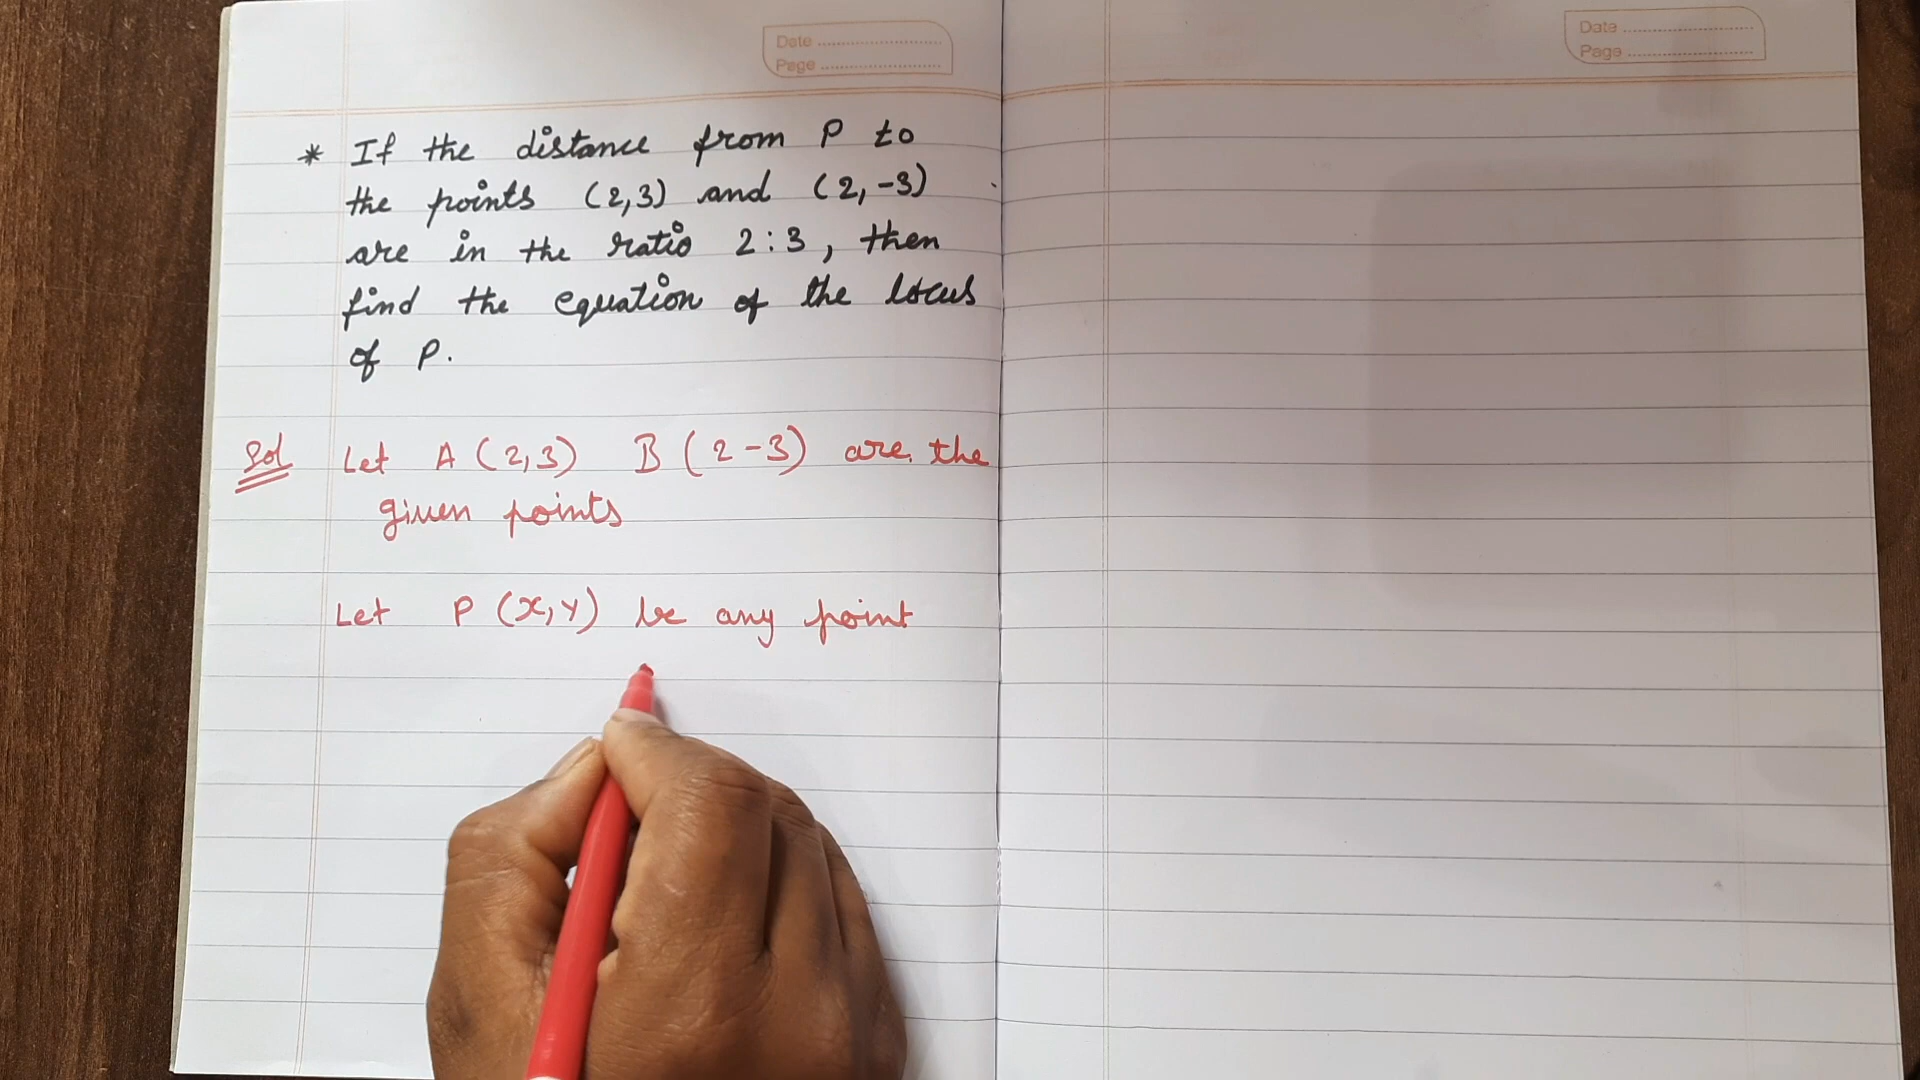 Date
Page
Date
Page
* If the distance from P to
the points (2,3) and (2,-3)
are in the ratio 2:3, then
find the equation of the locus
of P.
Sol Let A (2,3) B (2-3) are the
given points
Let P (x,y) be any point